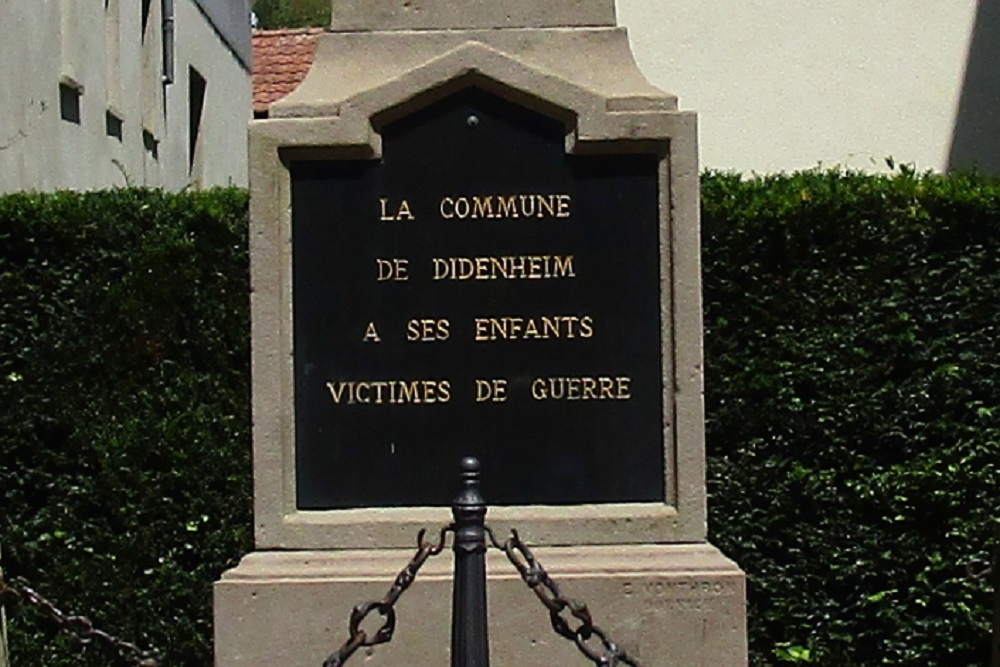 LA COMMUNE
DE DIDENHEIM
A SES ENFANTS
VICTIMES DE GUERRE